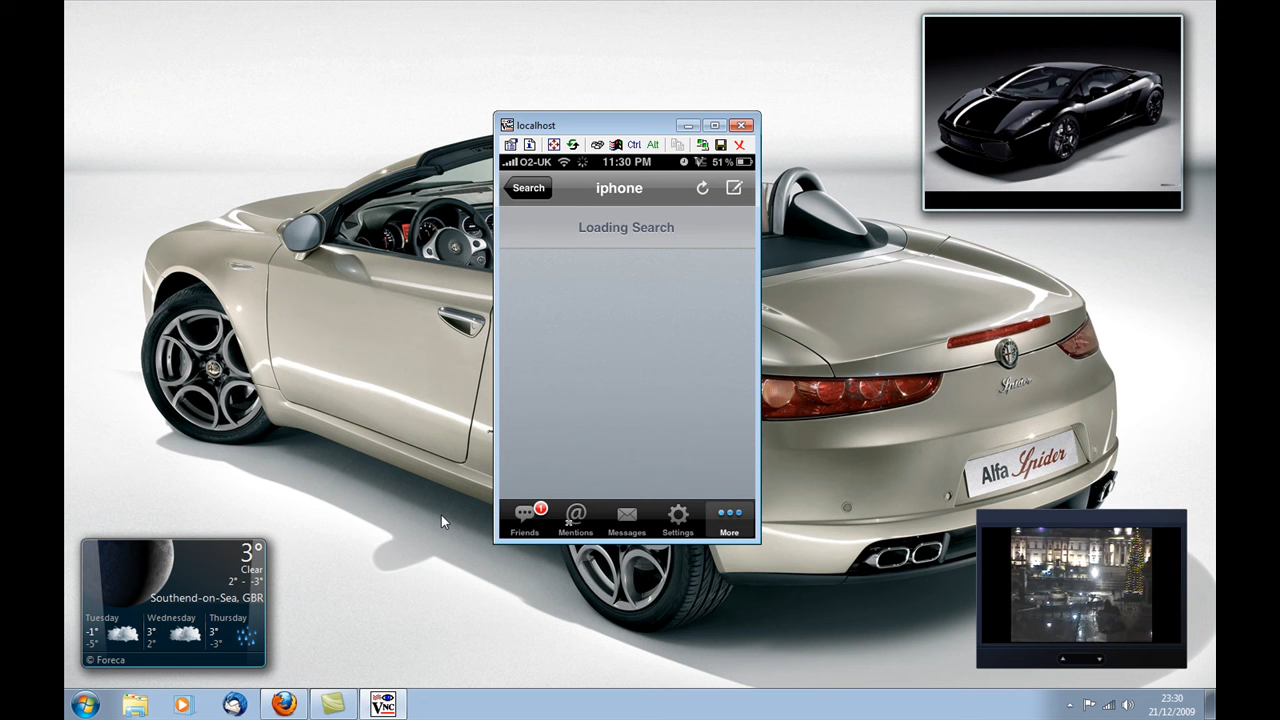 localhost
Ctrl Alt
O2-UK 11:30 PM 51%
Search iphone
Loading Search
1
Friends Mentions Messages Settings More
Spider
Alfa Spider
3°
Clear
2° - -3°
Southend-on-Sea, GBR
Tuesday Wednesday Thursday
-1° 3° 3°
-5° 2° -3°
© Foreca
VNC
23:30
21/12/2009